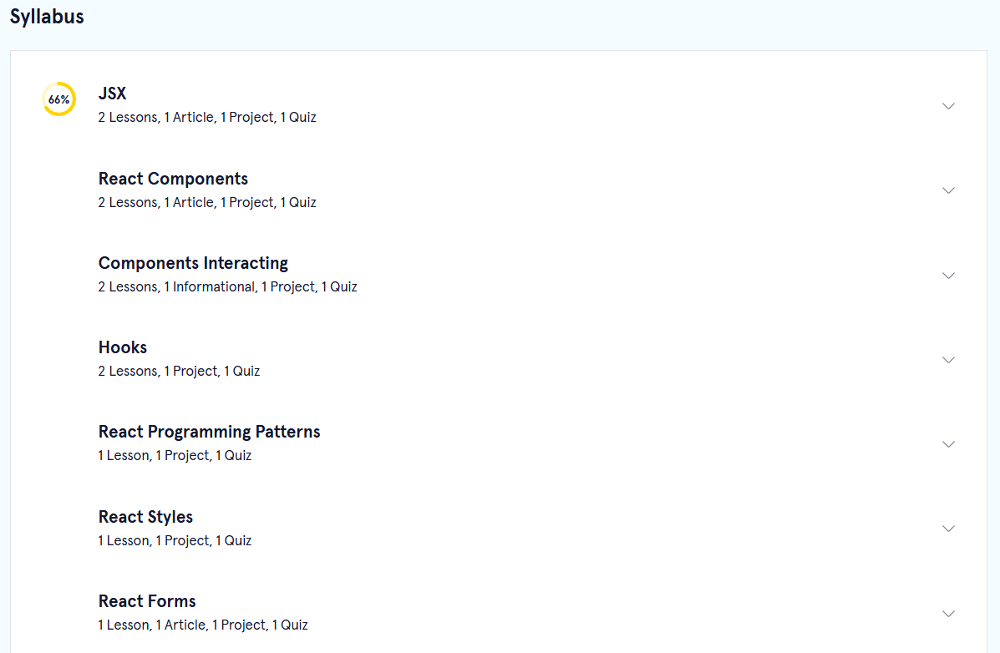 Syllabus
66%
JSX
2 Lessons, 1 Article, 1 Project, 1 Quiz
React Components
2 Lessons, 1 Article, 1 Project, 1 Quiz
Components Interacting
2 Lessons, 1 Informational, 1 Project, 1 Quiz
Hooks
2 Lessons, 1 Project, 1 Quiz
React Programming Patterns
1 Lesson, 1 Project, 1 Quiz
React Styles
1 Lesson, 1 Project, 1 Quiz
React Forms
1 Lesson, 1 Article, 1 Project, 1 Quiz